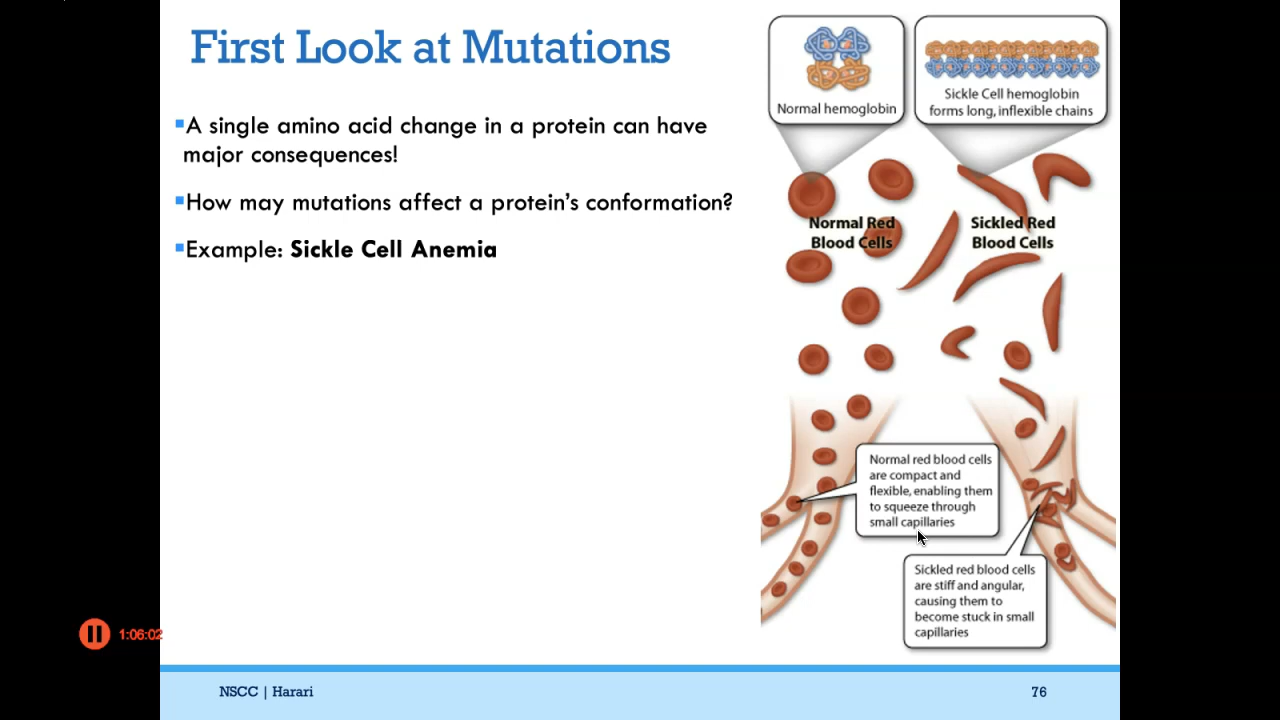 First Look at Mutations
▪A single amino acid change in a protein can have
major consequences!
▪How may mutations affect a protein's conformation?
▪Example: Sickle Cell Anemia
Normal hemoglobin
Sickle Cell hemoglobin
forms long, inflexible chains
Normal Red
Blood Cells
Sickled Red
Blood Cells
Normal red blood cells
are compact and
flexible, enabling them
to squeeze through
small capillaries
Sickled red blood cells
are stiff and angular,
causing them to
become stuck in small
capillaries
1:06:02
NSCC | Harari
76